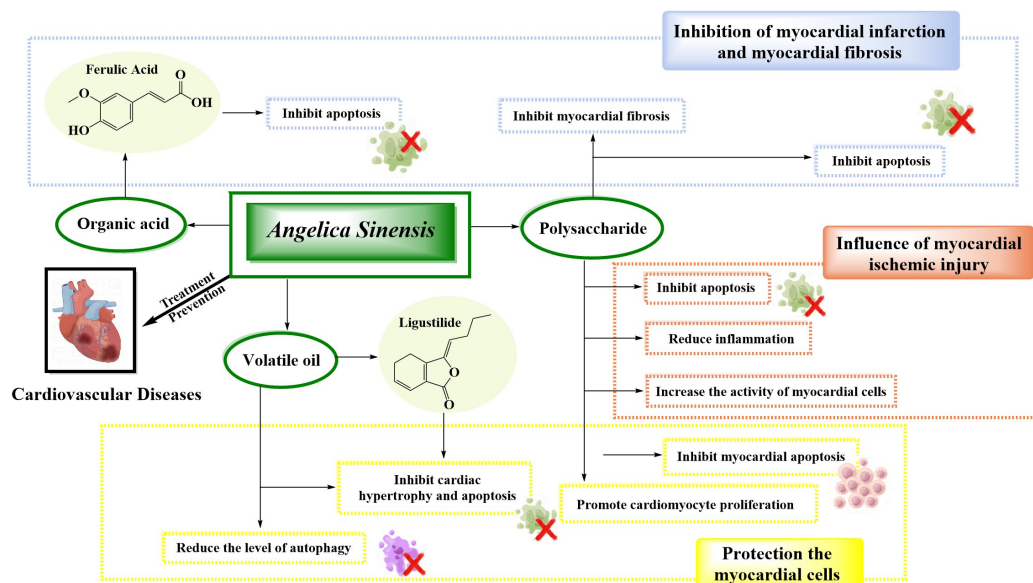 Inhibition of myocardial infarction
and myocardial fibrosis
Ferulic Acid
O
O
OH
HO
Inhibit apoptosis
Inhibit myocardial fibrosis
Inhibit apoptosis
Organic acid
Angelica Sinensis
Polysaccharide
Influence of myocardial
ischemic injury
Treatment
Prevention
Inhibit apoptosis
Ligustilide
Reduce inflammation
Volatile oil
O
O
Cardiovascular Diseases
Increase the activity of myocardial cells
Inhibit myocardial apoptosis
Inhibit cardiac
hypertrophy and apoptosis
Promote cardiomyocyte proliferation
Reduce the level of autophagy
Protection the
myocardial cells